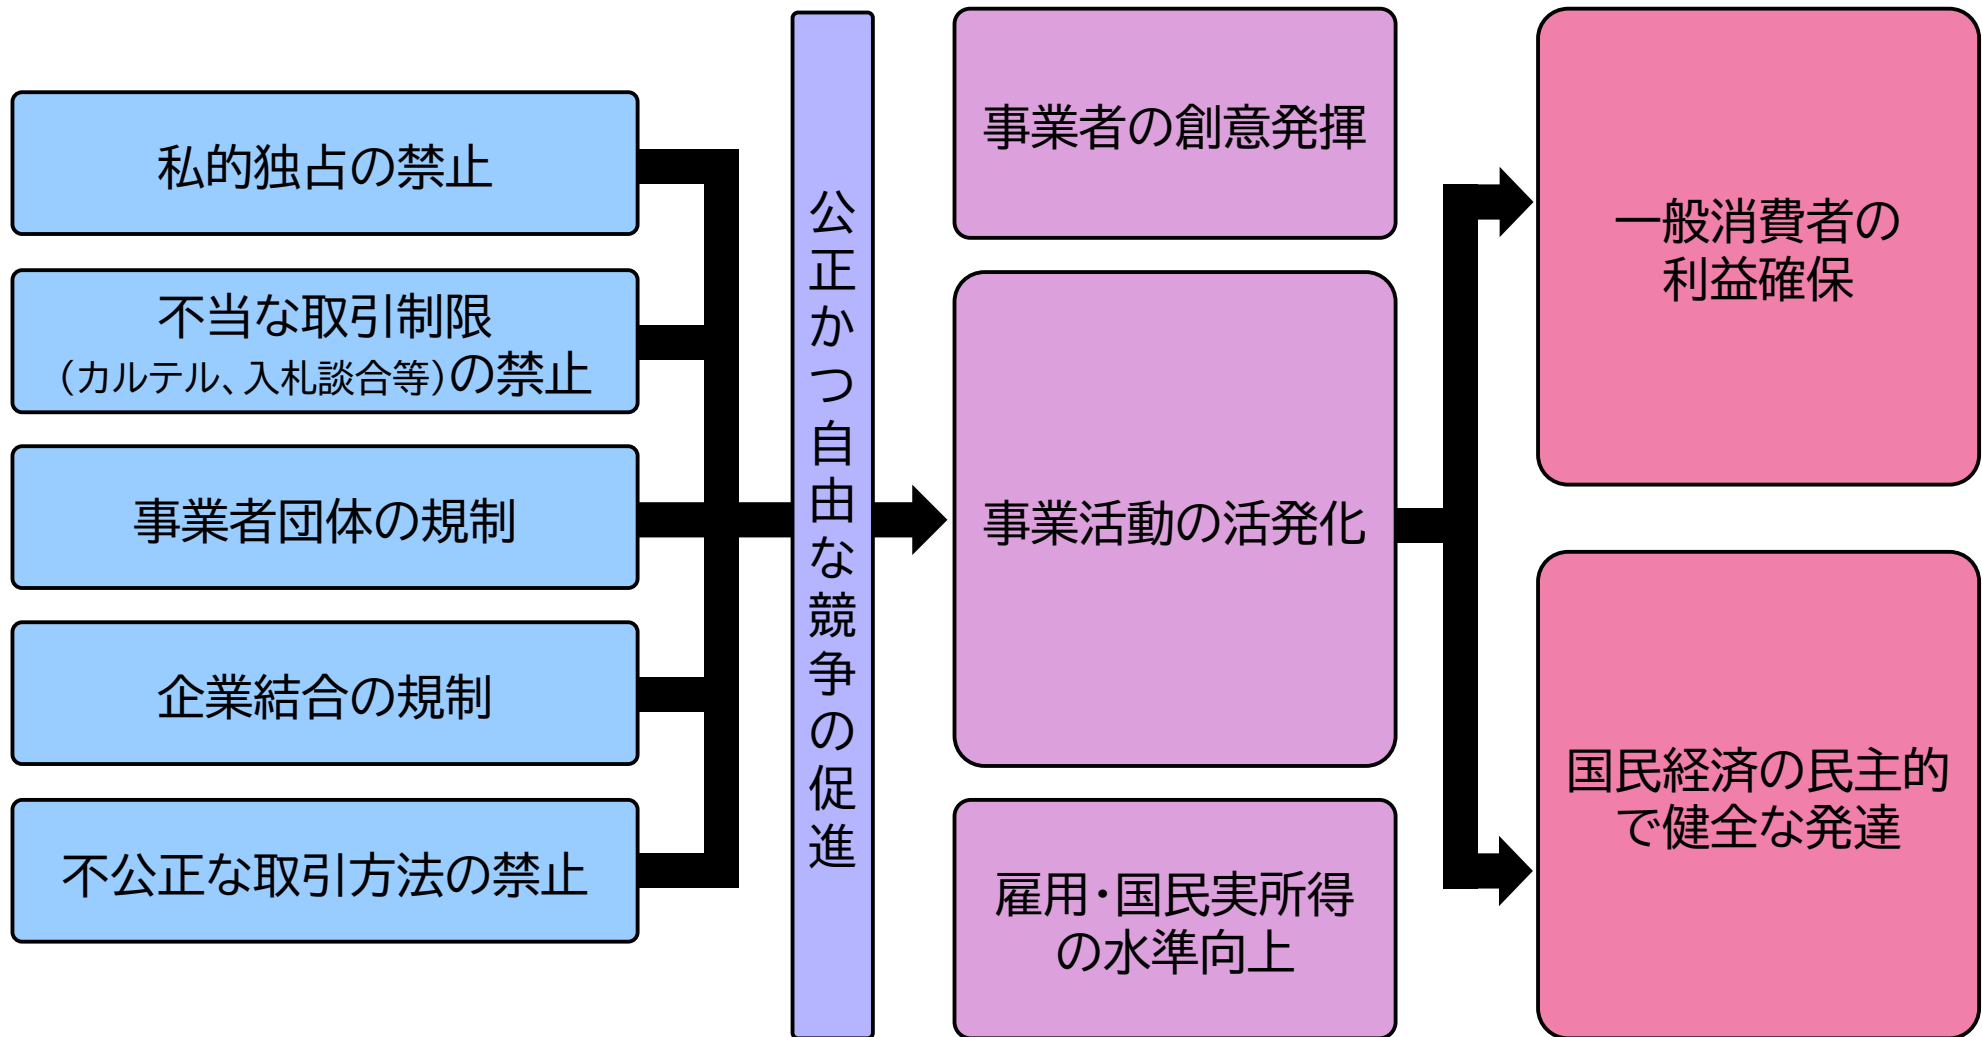 私的独占の禁止
不当な取引制限
（カルテル、入札談合等）の禁止
事業者団体の規制
企業結合の規制
不公正な取引方法の禁止
公正かつ自由な競争の促進
事業者の創意発揮
事業活動の活発化
雇用・国民実所得
の水準向上
一般消費者の
利益確保
国民経済の民主的
で健全な発達